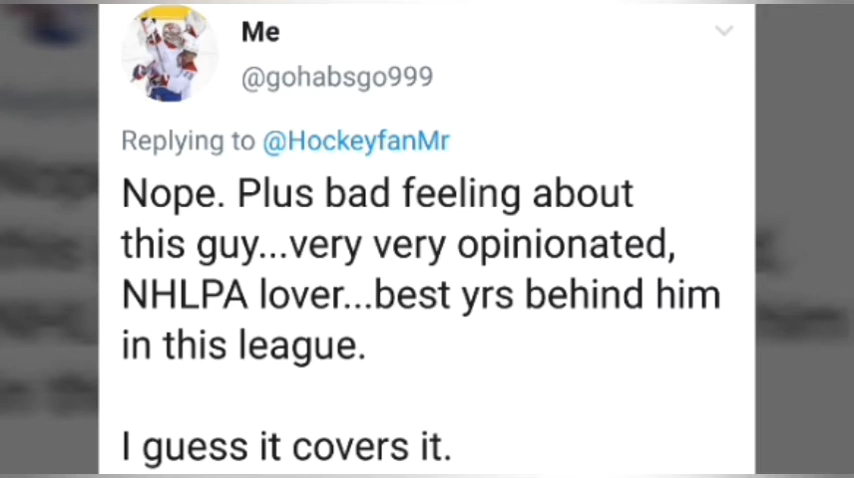 Me
@gohabsgo999
Replying to @HockeyfanMr
Nope. Plus bad feeling about
this guy...very very opinionated,
NHLPA lover...best yrs behind him
in this league.
I guess it covers it.